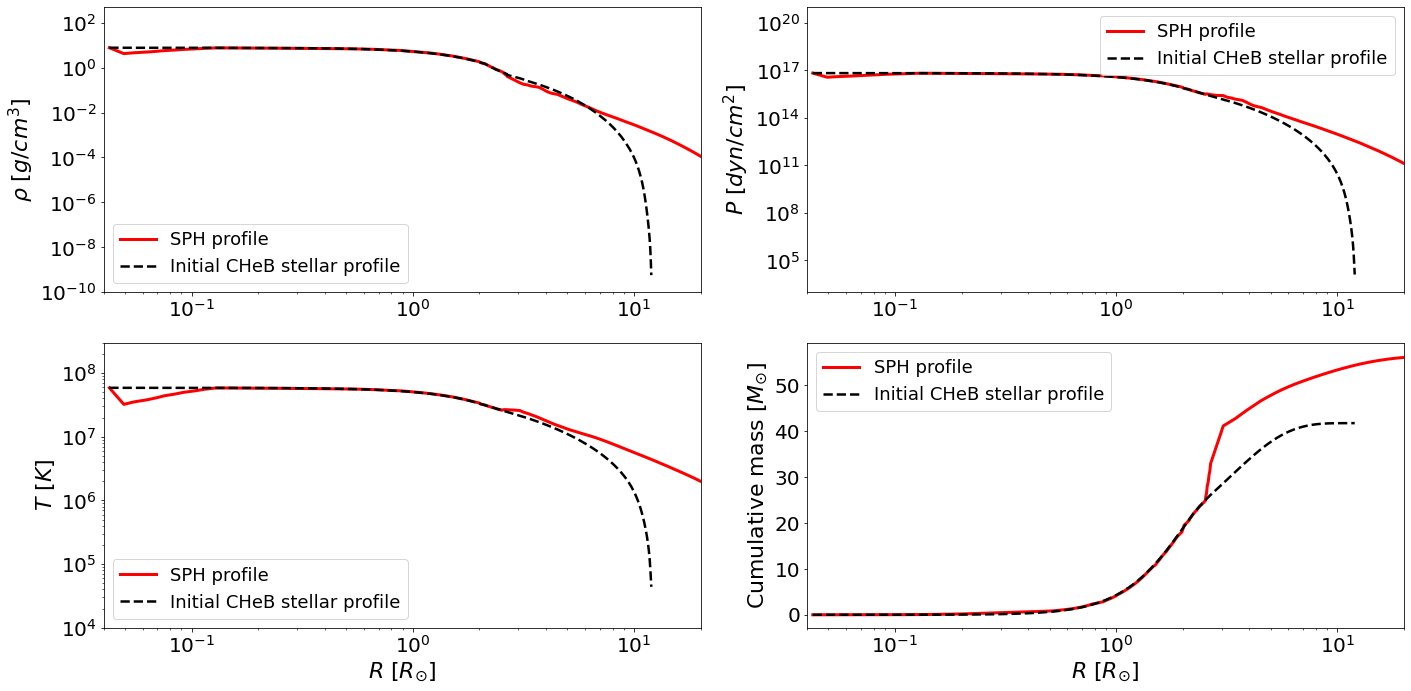 10² 10⁰ 10⁻² 10⁻⁴ 10⁻⁶ 10⁻⁸ 10⁻¹⁰
ρ [g/cm³]
SPH profile
Initial CHeB stellar profile
10⁻¹ 10⁰ 10¹
10²⁰ 10¹⁷ 10¹⁴ 10¹¹ 10⁸ 10⁵
P [dyn/cm²]
SPH profile
Initial CHeB stellar profile
10⁻¹ 10⁰ 10¹
10⁸ 10⁷ 10⁶ 10⁵ 10⁴
T [K]
SPH profile
Initial CHeB stellar profile
10⁻¹ 10⁰ 10¹
R [R☉]
50 40 30 20 10 0
Cumulative mass [M☉]
SPH profile
Initial CHeB stellar profile
10⁻¹ 10⁰ 10¹
R [R☉]